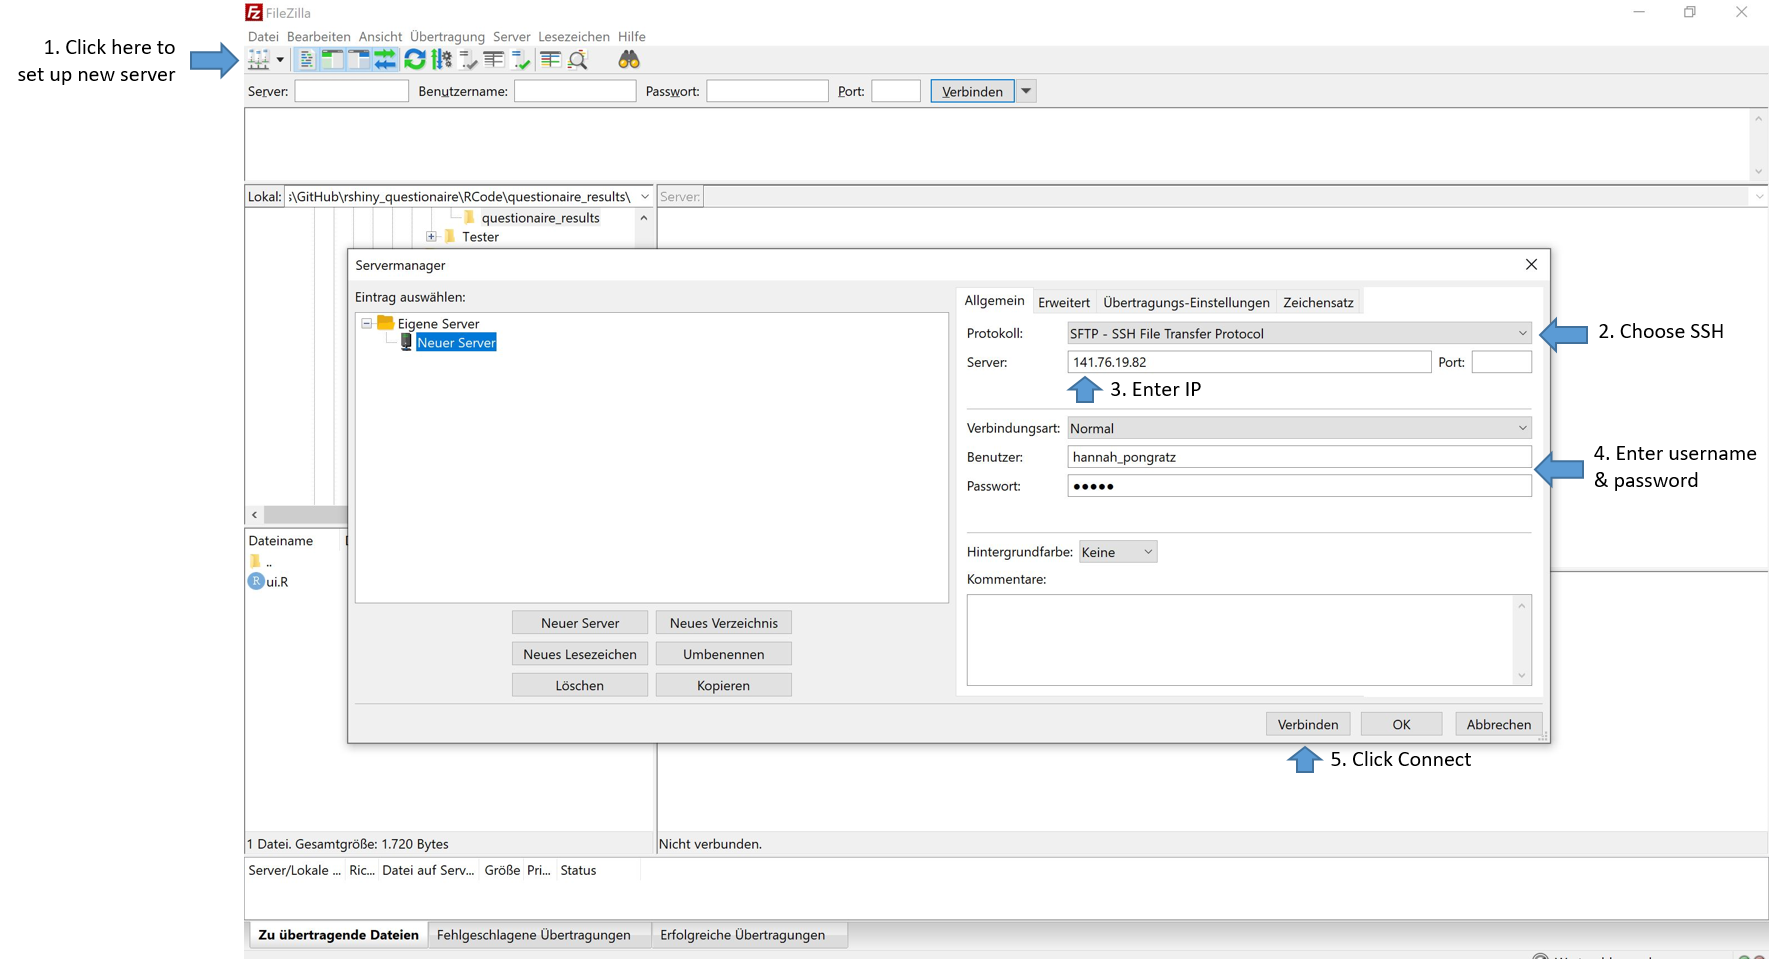 FileZilla
1. Click here to
set up new server
Datei Bearbeiten Ansicht Übertragung Server Lesezeichen Hilfe
Server: Benutzername: Passwort: Port: Verbinden
Lokal: s\GitHub\rshiny_questionaire\RCode\questionaire_results\ Server:
questionaire_results
Tester
Servermanager
Eintrag auswählen:
Eigene Server
Neuer Server
Allgemein Erweitert Übertragungs-Einstellungen Zeichensatz
Protokoll: SFTP - SSH File Transfer Protocol
2. Choose SSH
Server: 141.76.19.82 Port:
3. Enter IP
Verbindungsart: Normal
Benutzer: hannah_pongratz
Passwort: ●●●●●
4. Enter username
& password
Hintergrundfarbe: Keine
Kommentare:
Dateiname
..
R ui.R
Neuer Server Neues Verzeichnis
Neues Lesezeichen Umbenennen
Löschen Kopieren
Verbinden OK Abbrechen
5. Click Connect
1 Datei. Gesamtgröße: 1.720 Bytes
Nicht verbunden.
Server/Lokale ... Ric... Datei auf Serv... Größe Pri... Status
Zu übertragende Dateien Fehlgeschlagene Übertragungen Erfolgreiche Übertragungen